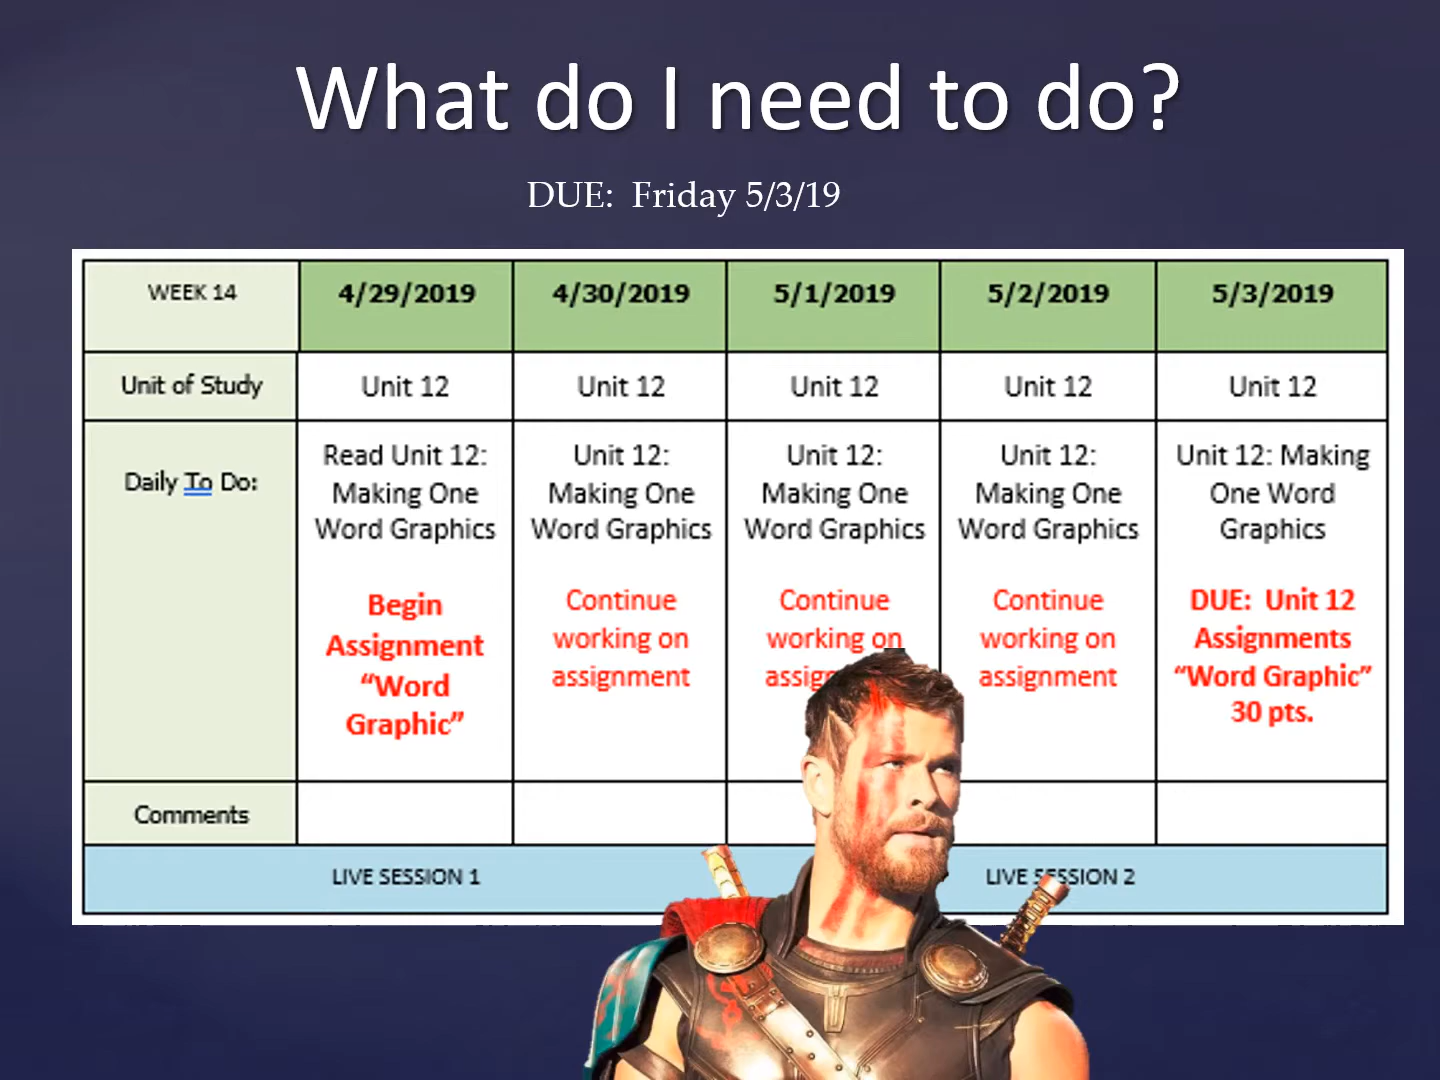 What do I need to do?
DUE:  Friday 5/3/19
WEEK 14
4/29/2019
4/30/2019
5/1/2019
5/2/2019
5/3/2019
Unit of Study
Unit 12
Unit 12
Unit 12
Unit 12
Unit 12
Daily To Do:
Read Unit 12:
Making One
Word Graphics
Begin
Assignment
“Word
Graphic”
Unit 12:
Making One
Word Graphics
Continue
working on
assignment
Unit 12:
Making One
Word Graphics
Continue
working on
Unit 12:
Making One
Word Graphics
Continue
working on
assignment
Unit 12: Making
One Word
Graphics
DUE:  Unit 12
Assignments
“Word Graphic”
30 pts.
Comments
LIVE SESSION 1
LIVE SESSION 2